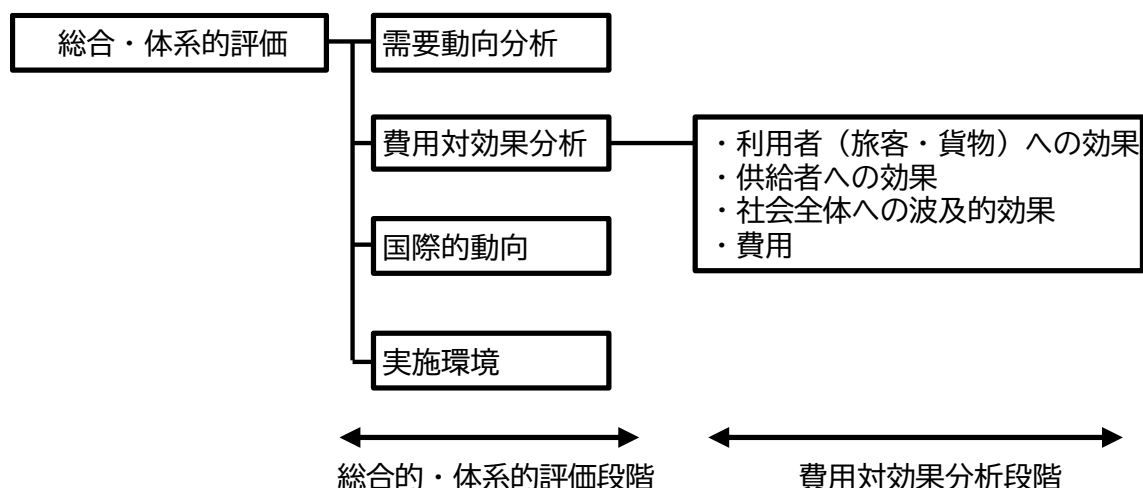 総合・体系的評価
需要動向分析
費用対効果分析
・利用者（旅客・貨物）への効果
・供給者への効果
・社会全体への波及的効果
・費用
国際的動向
実施環境
総合的・体系的評価段階
費用対効果分析段階